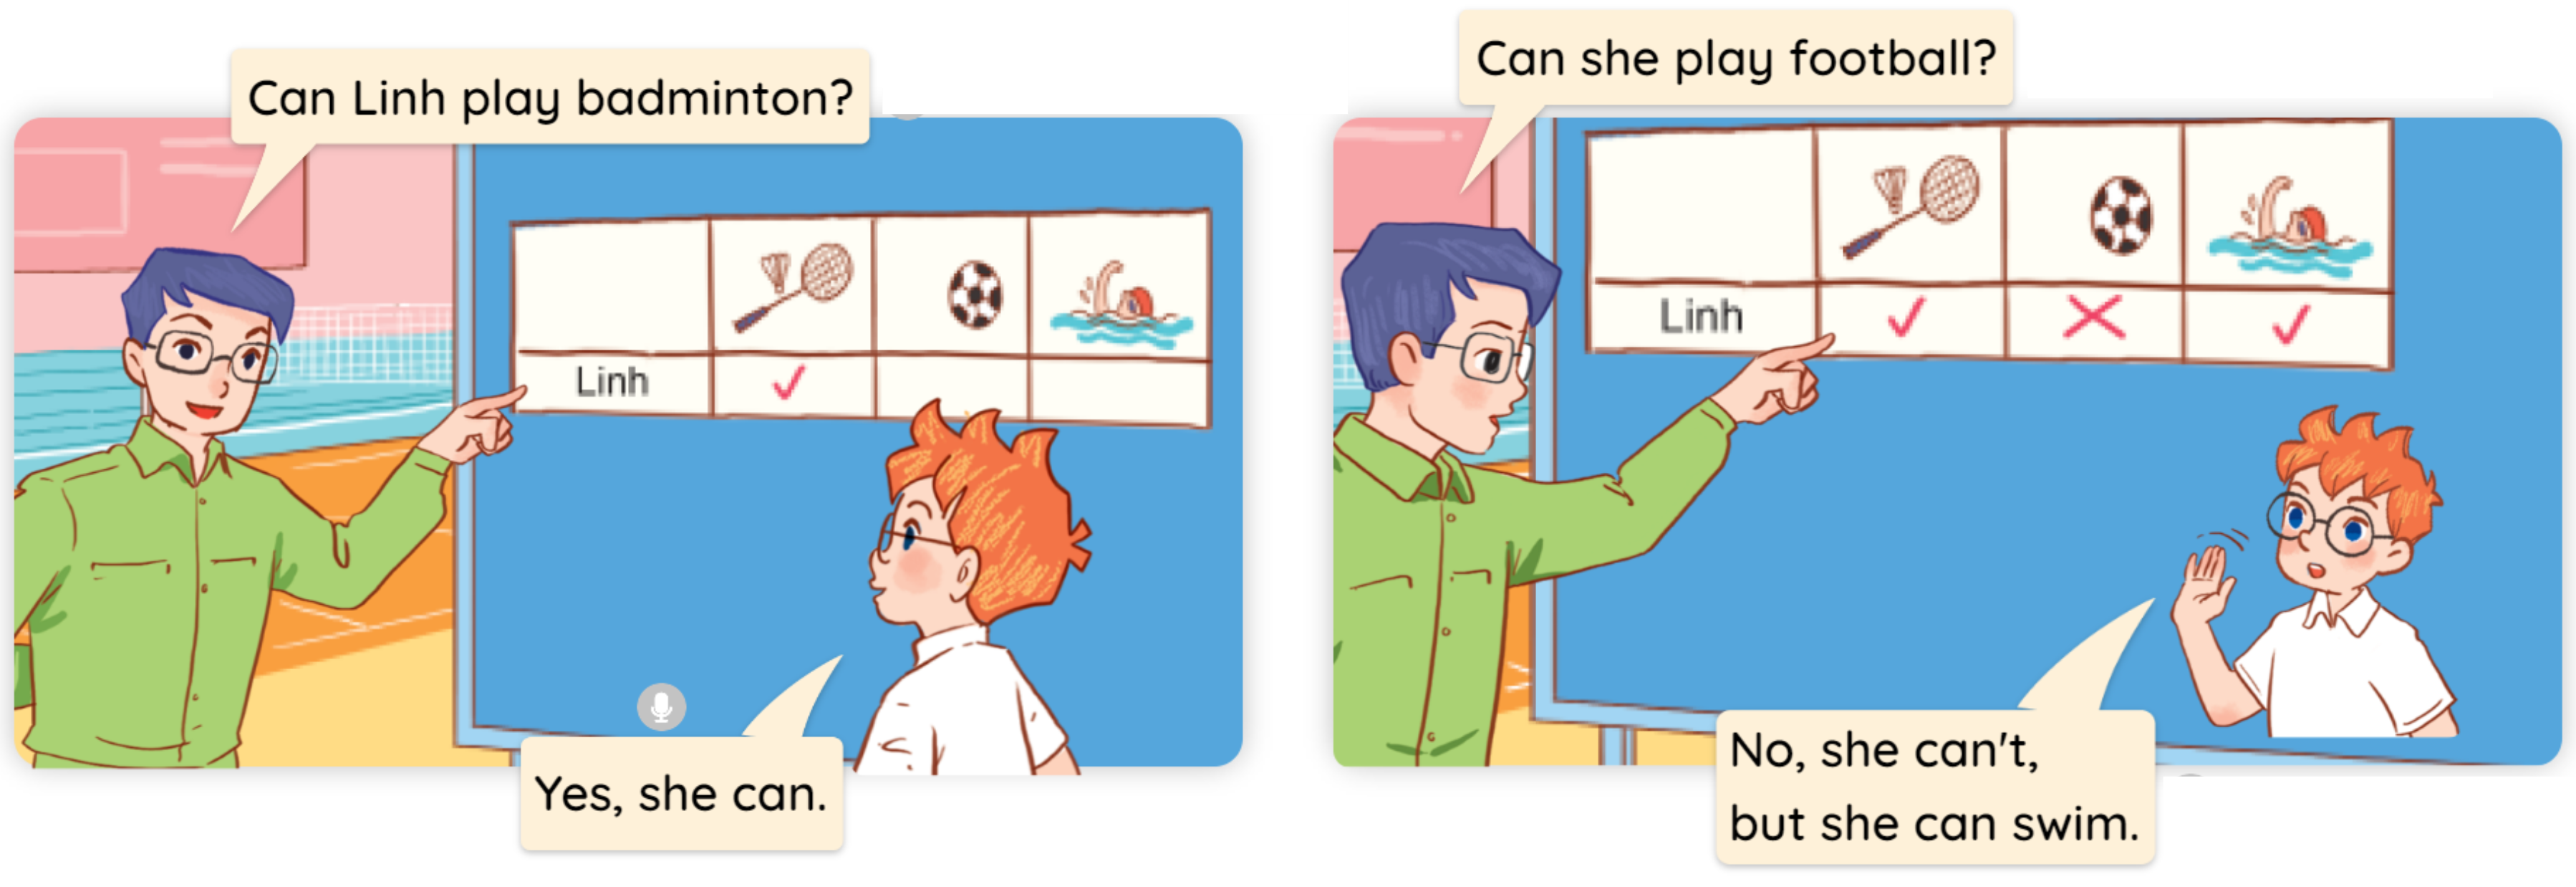 Can Linh play badminton?
Linh
Yes, she can.
Can she play football?
Linh
No, she can't,
but she can swim.